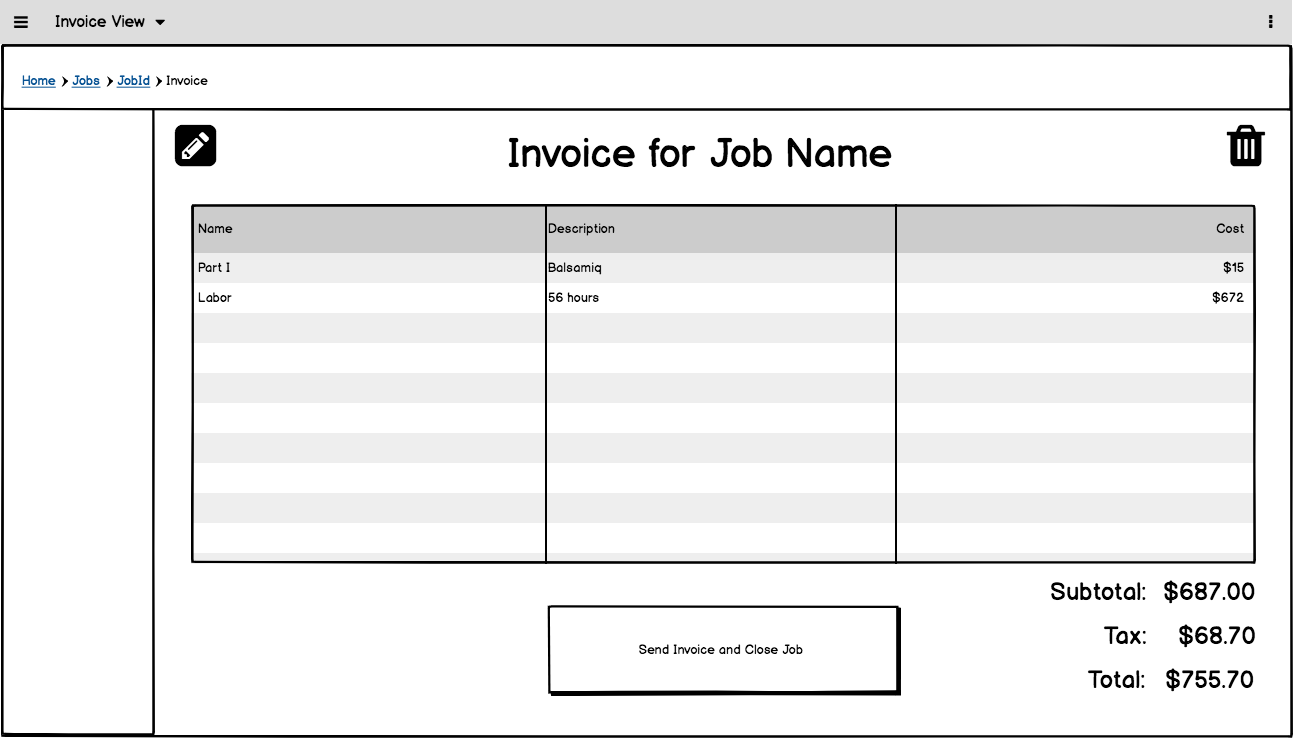 Invoice View
Home Jobs JobId Invoice
Invoice for Job Name
Name Description Cost
Part I Balsamiq $15
Labor 56 hours $672
Subtotal: $687.00
Tax: $68.70
Send Invoice and Close Job
Total: $755.70